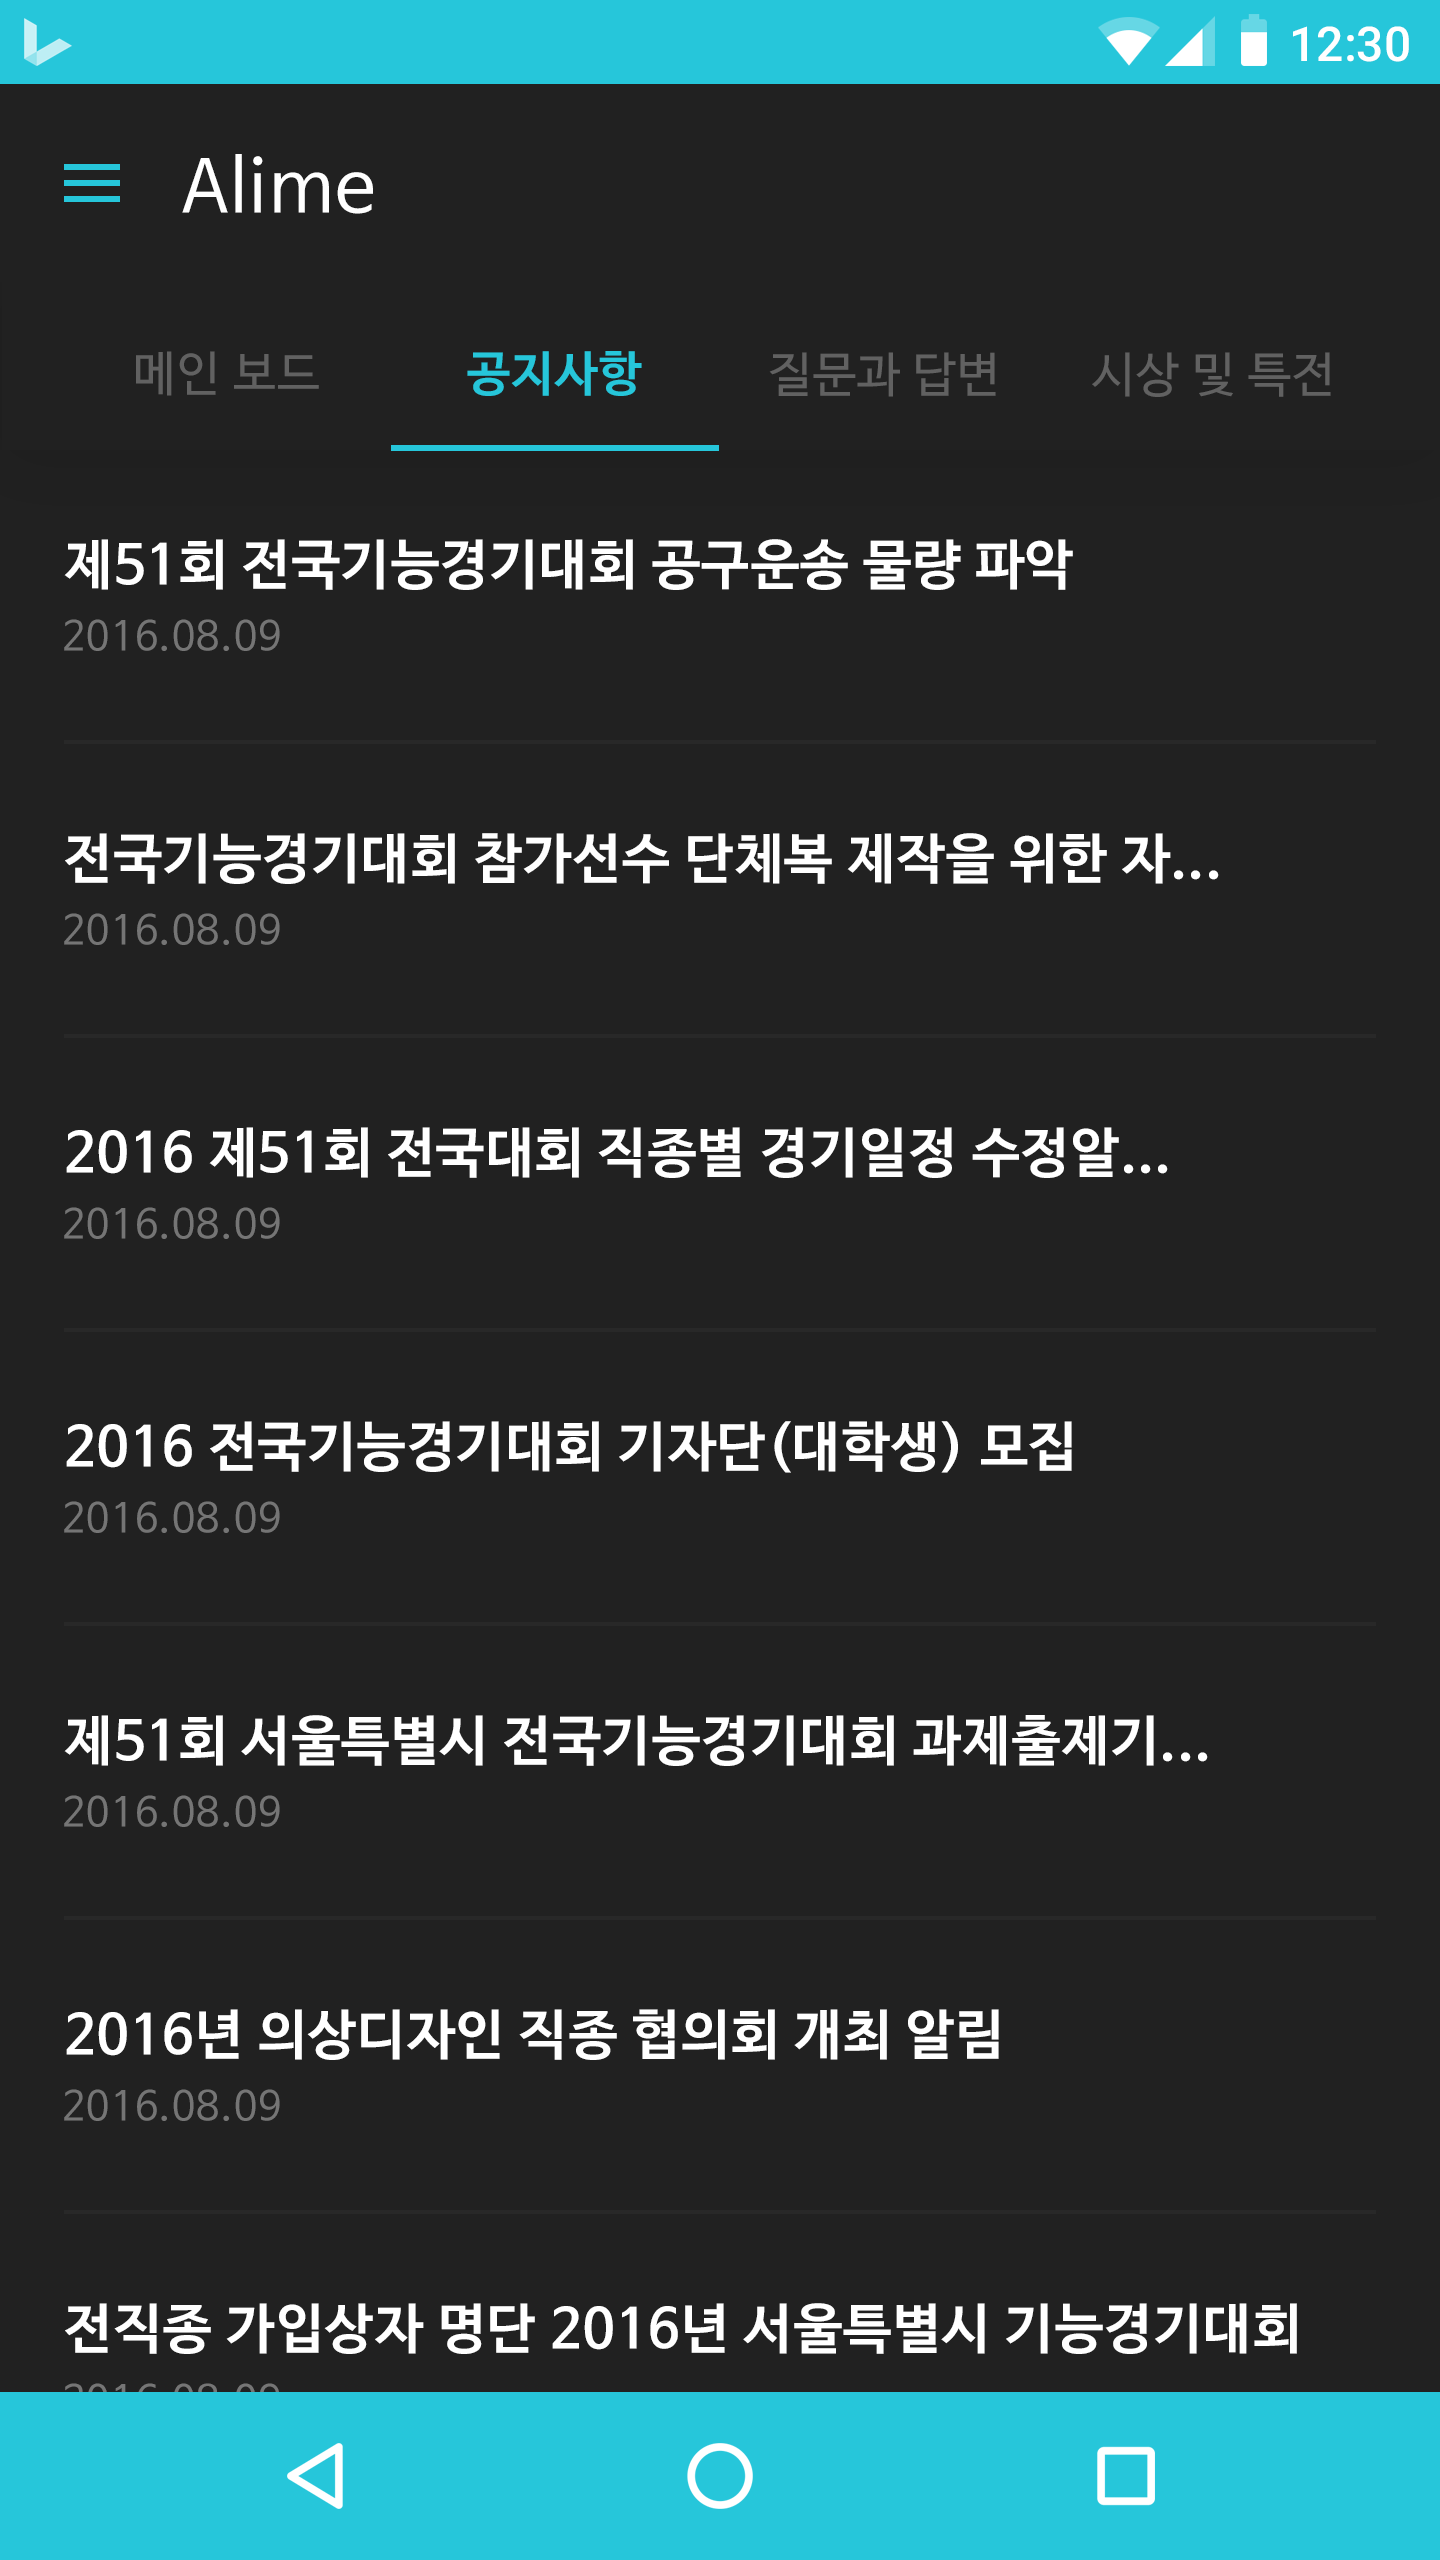 12:30
Alime
메인 보드 공지사항 질문과 답변 시상 및 특전
제51회 전국기능경기대회 공구운송 물량 파악
2016.08.09
전국기능경기대회 참가선수 단체복 제작을 위한 자...
2016.08.09
2016 제51회 전국대회 직종별 경기일정 수정알...
2016.08.09
2016 전국기능경기대회 기자단(대학생) 모집
2016.08.09
제51회 서울특별시 전국기능경기대회 과제출제기...
2016.08.09
2016년 의상디자인 직종 협의회 개최 알림
2016.08.09
전직종 가입상자 명단 2016년 서울특별시 기능경기대회